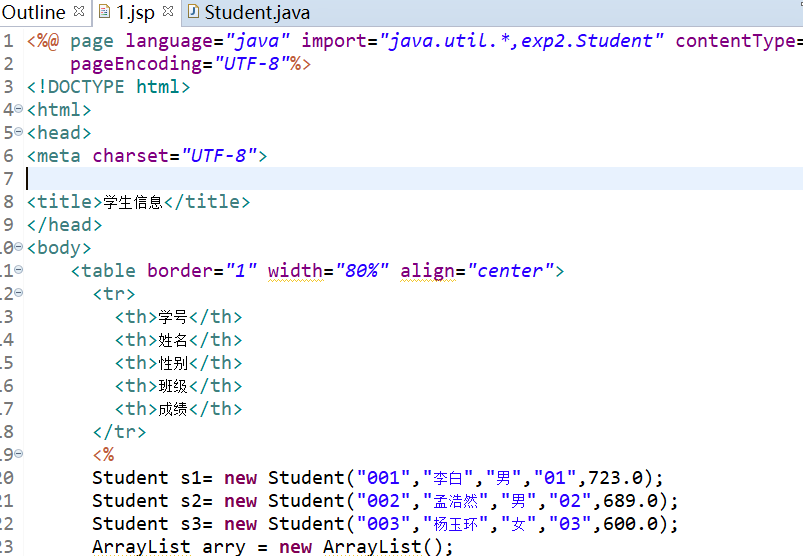 Outline 1.jsp Student.java
1 <%@ page language="java" import="java.util.*,exp2.Student" contentType=
2 pageEncoding="UTF-8"%>
3 <!DOCTYPE html>
4 <html>
5 <head>
6 <meta charset="UTF-8">
7
8 <title>学生信息</title>
9 </head>
10 <body>
11 <table border="1" width="80%" align="center">
12 <tr>
13 <th>学号</th>
14 <th>姓名</th>
15 <th>性别</th>
16 <th>班级</th>
17 <th>成绩</th>
18 </tr>
19 <%
20 Student s1= new Student("001","李白","男","01",723.0);
21 Student s2= new Student("002","孟浩然","男","02",689.0);
22 Student s3= new Student("003","杨玉环","女","03",600.0);
23 ArrayList arry = new ArrayList();